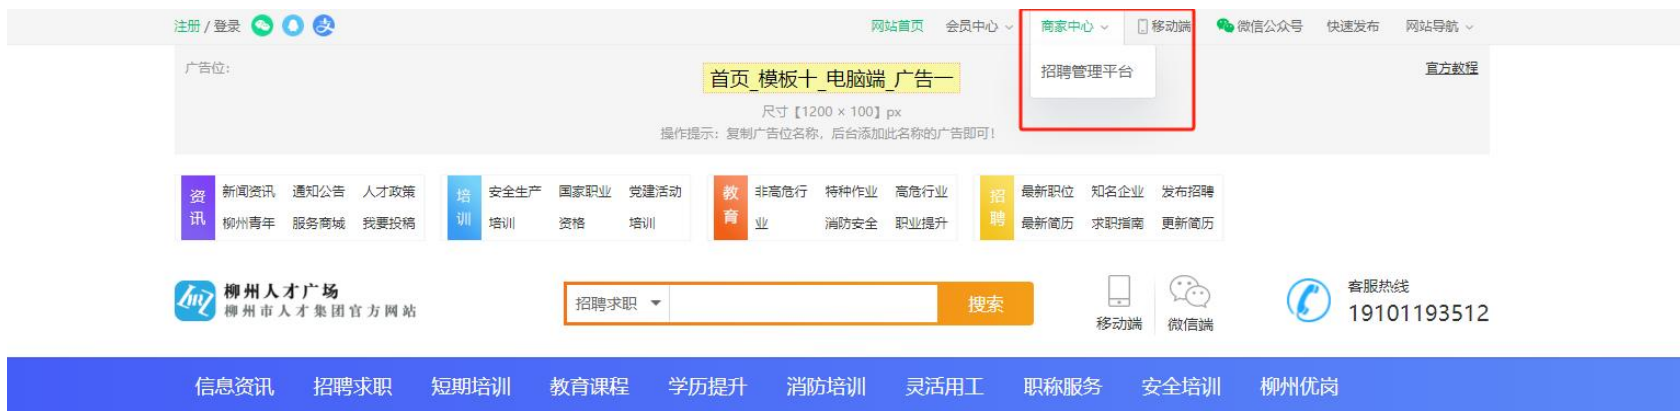 注册 / 登录 网站首页 会员中心 商家中心 移动端 微信公众号 快速发布 网站导航
广告位: 首页_模板十_电脑端_广告一 招聘管理平台 官方教程
尺寸【1200 × 100】px
操作提示：复制广告位名称，后台添加此名称的广告即可！
资讯 新闻资讯 通知公告 人才政策
柳州青年 服务商城 我要投稿
培训 安全生产培训 国家职业资格 党建活动培训
教育 非高危行业 特种作业 高危行业
消防安全 职业提升
招聘 最新职位 知名企业 发布招聘
最新简历 求职指南 更新简历
柳州人才广场
柳州市人才集团官方网站
招聘求职 搜索
移动端 微信端
客服热线
19101193512
信息资讯 招聘求职 短期培训 教育课程 学历提升 消防培训 灵活用工 职称服务 安全培训 柳州优岗